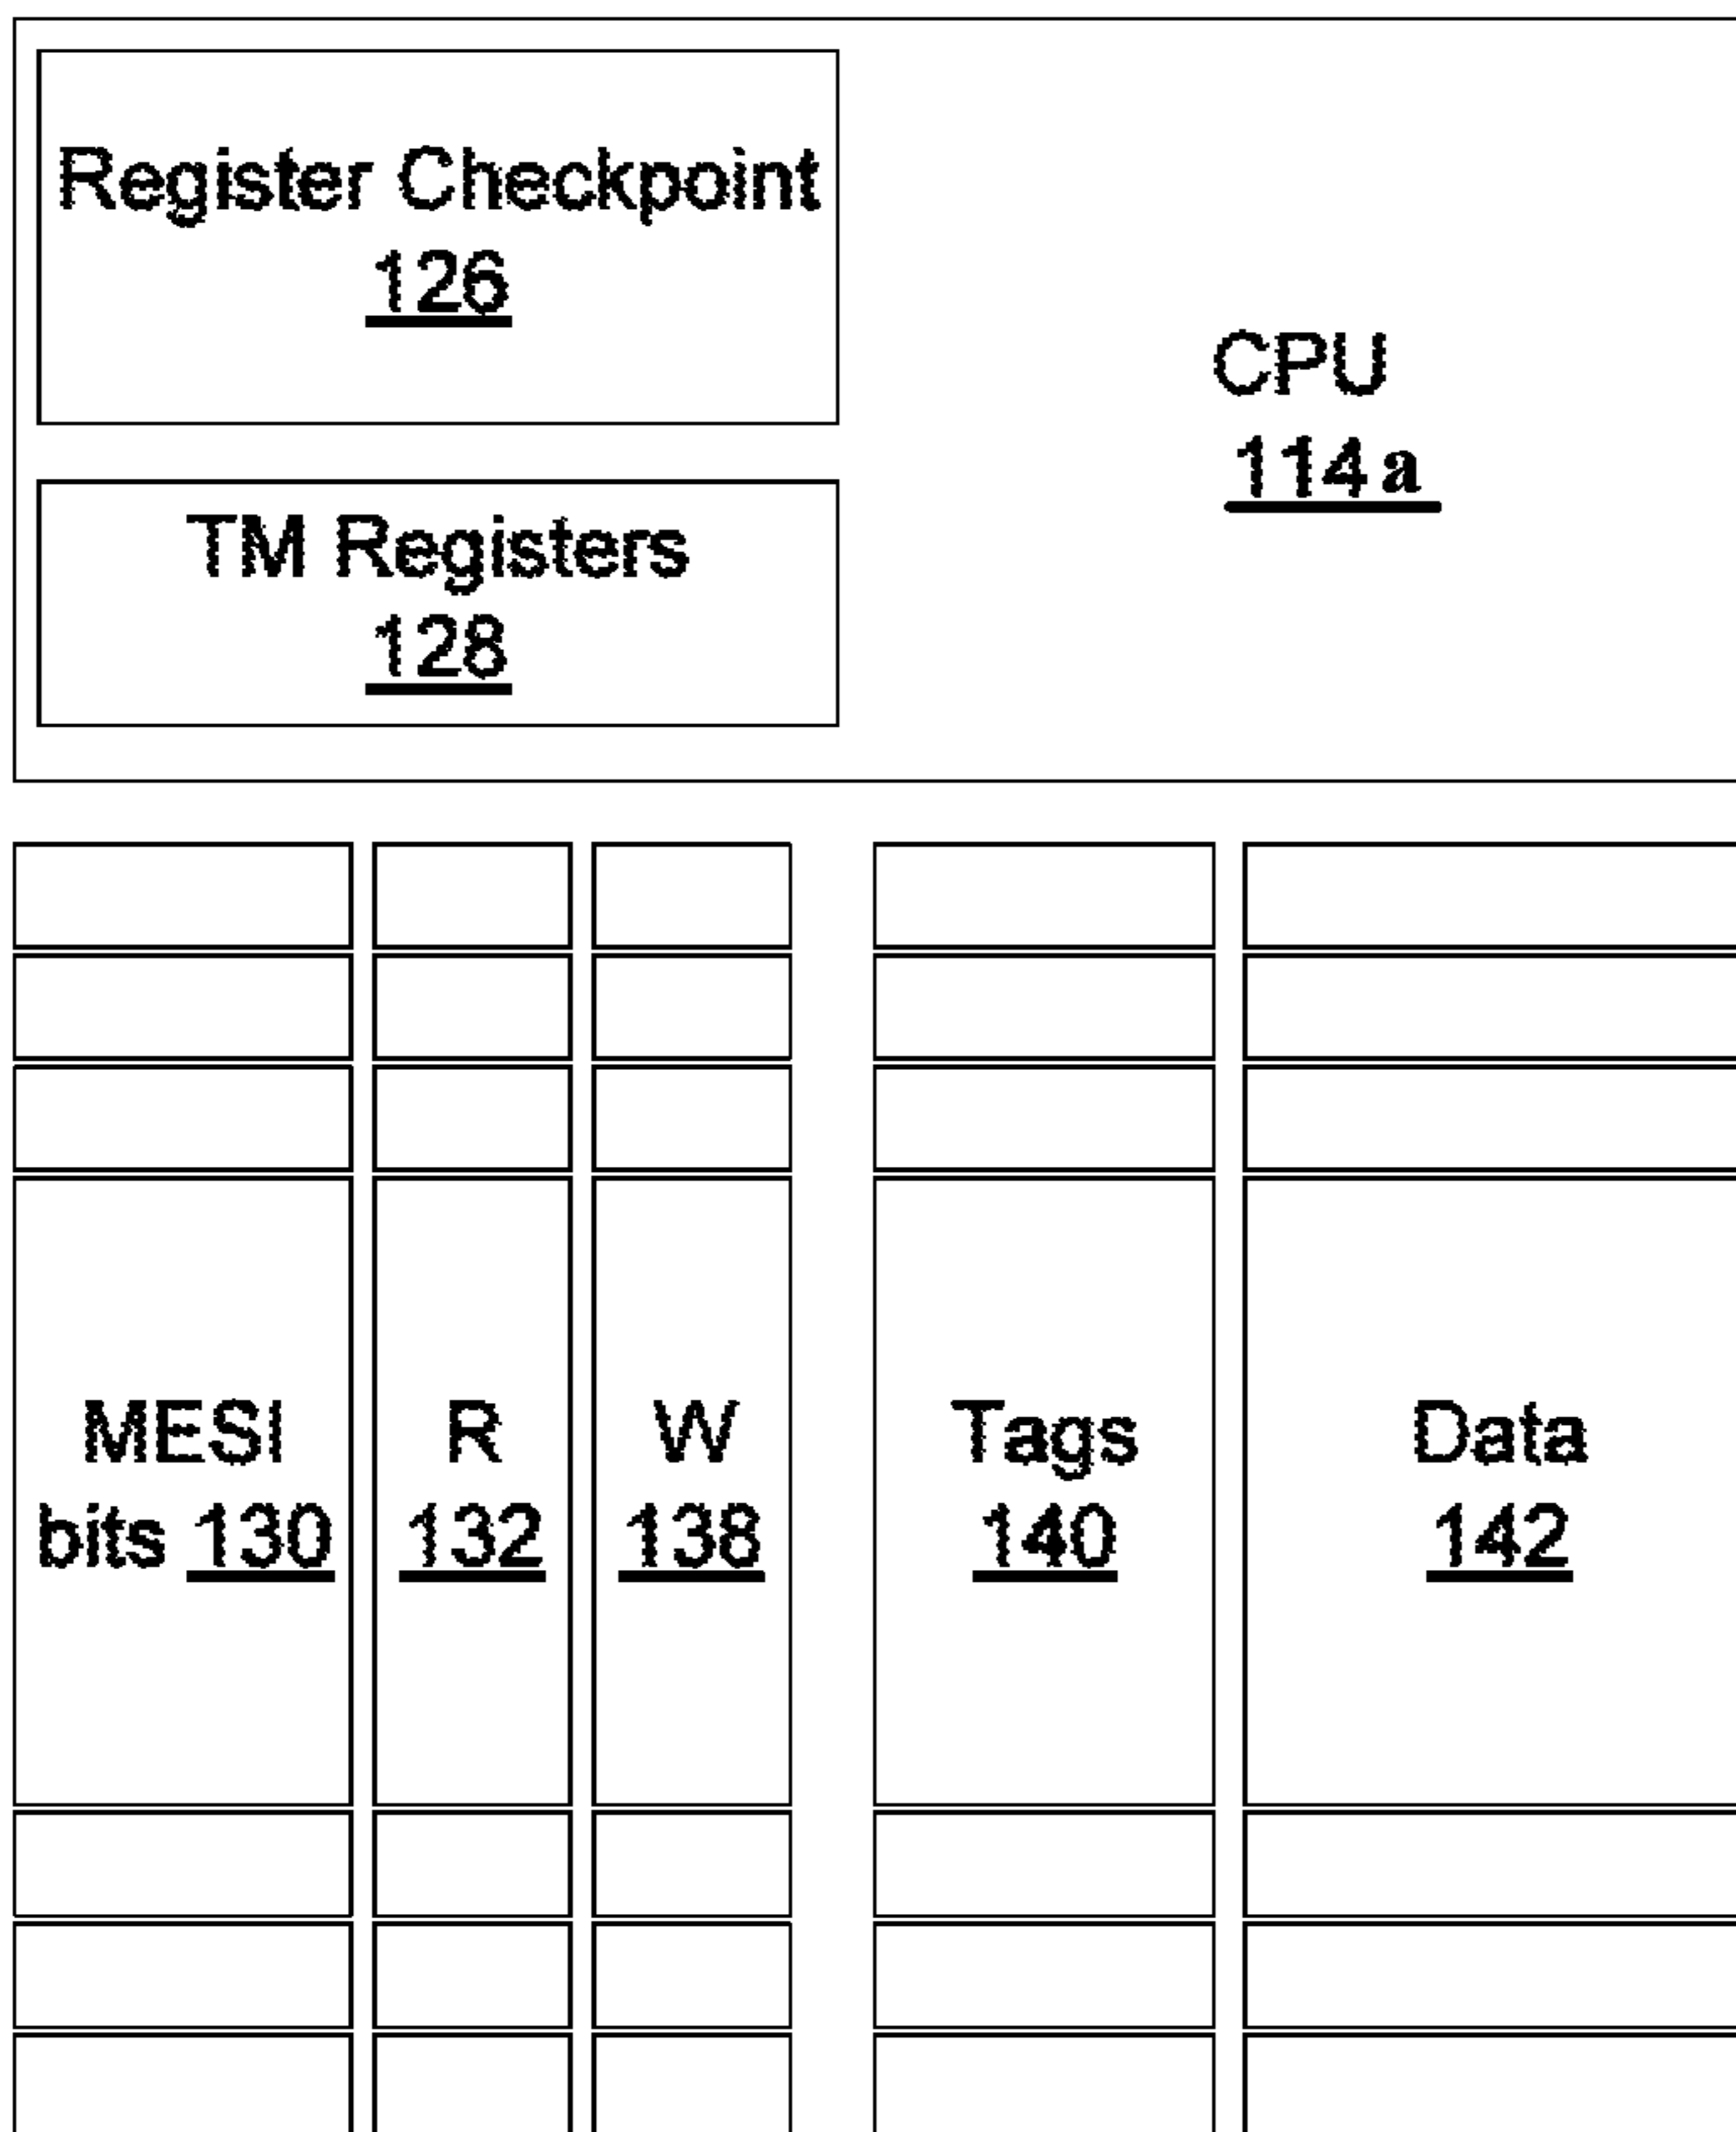 Register Checkpoint
126
CPU
114a
TM Registers
128
MESI
bits 130
R
132
W
138
Tags
140
Data
142